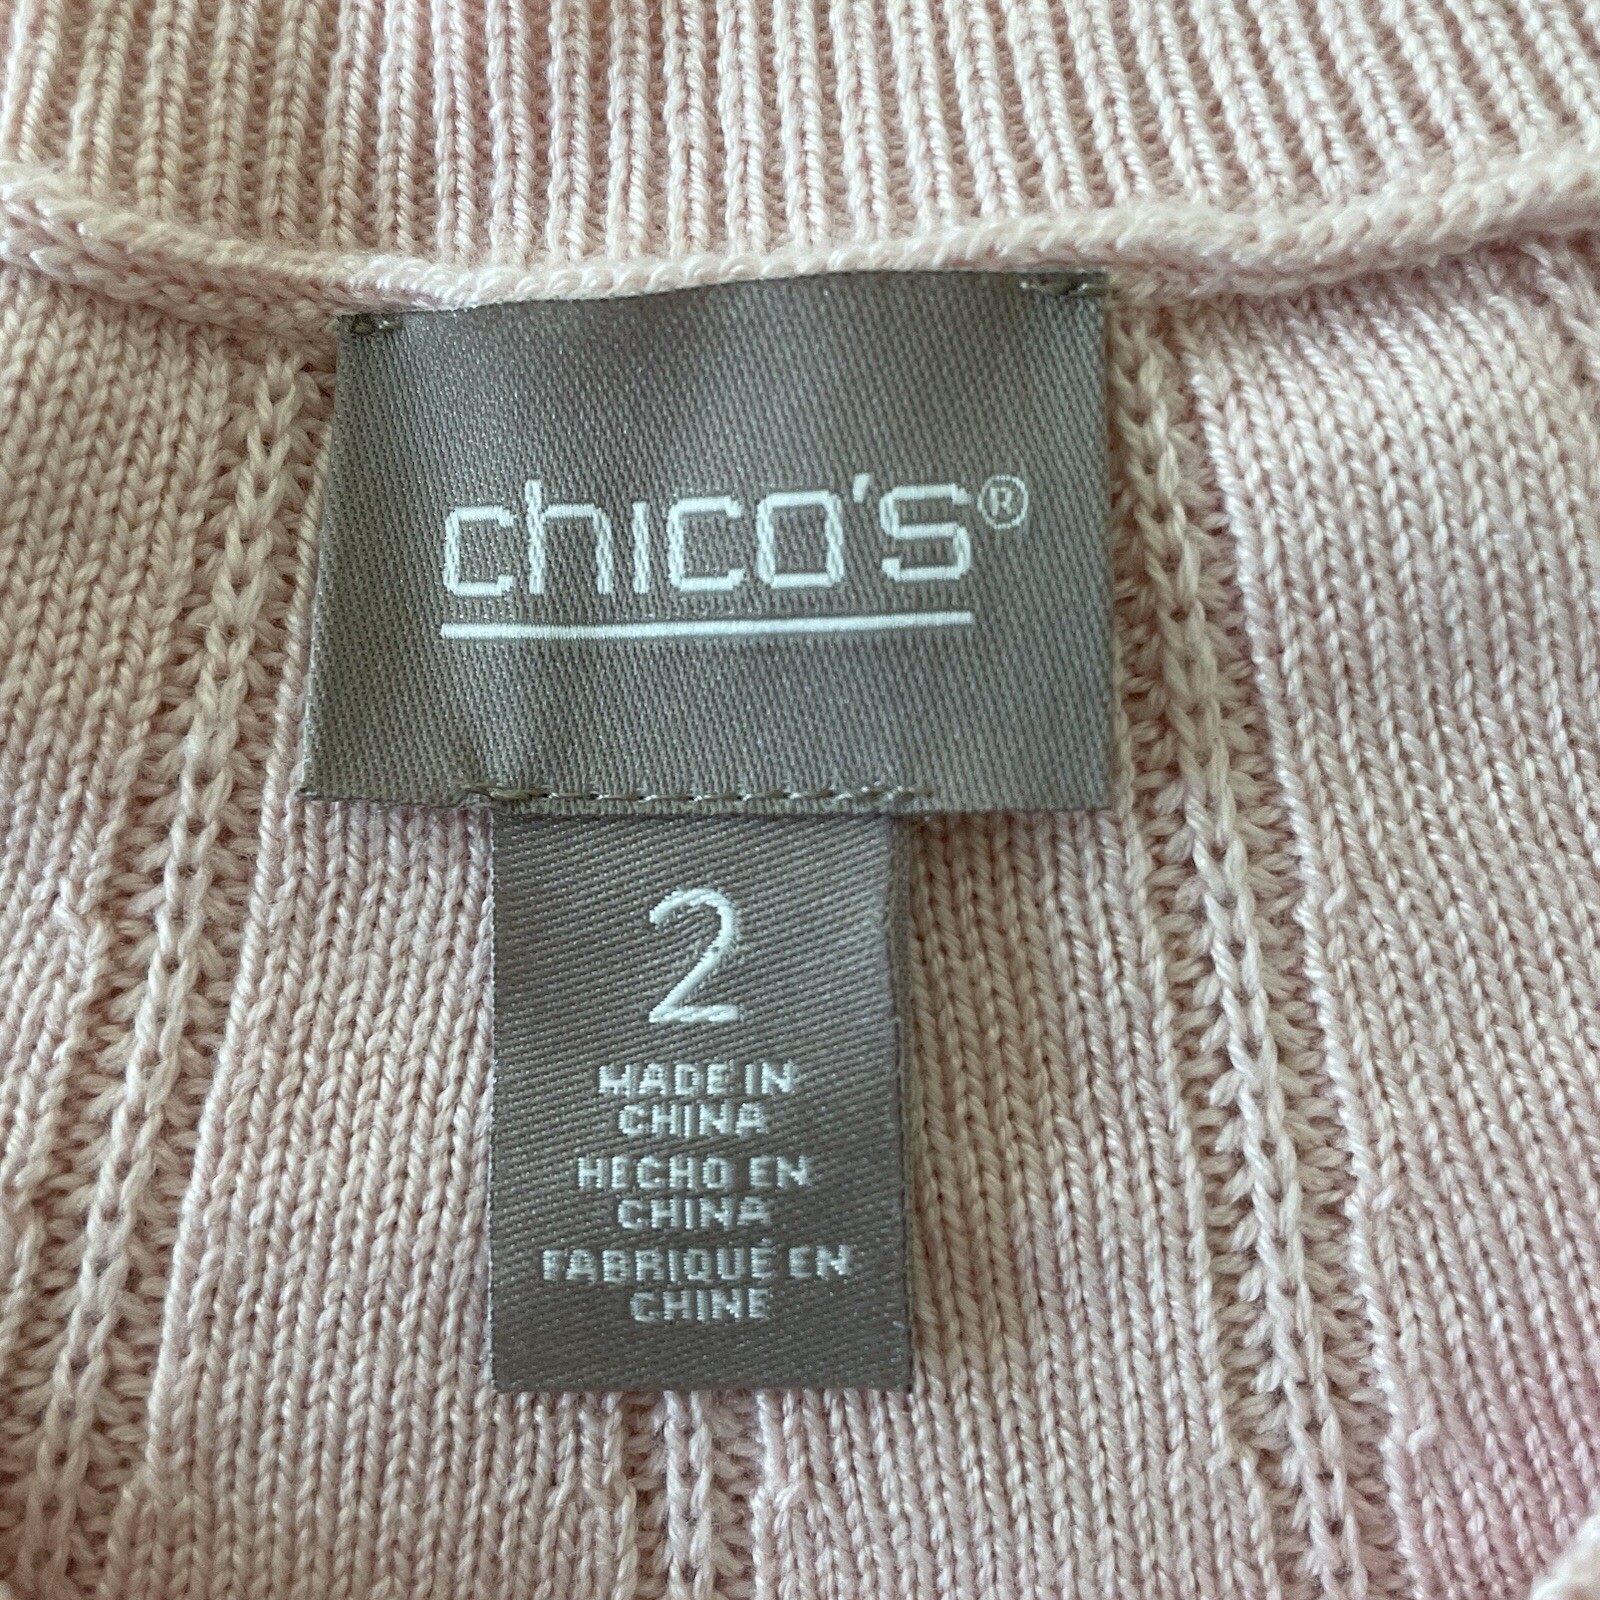 chico's®
2
MADE IN
CHINA
HECHO EN
CHINA
FABRIQUÉ EN
CHINE